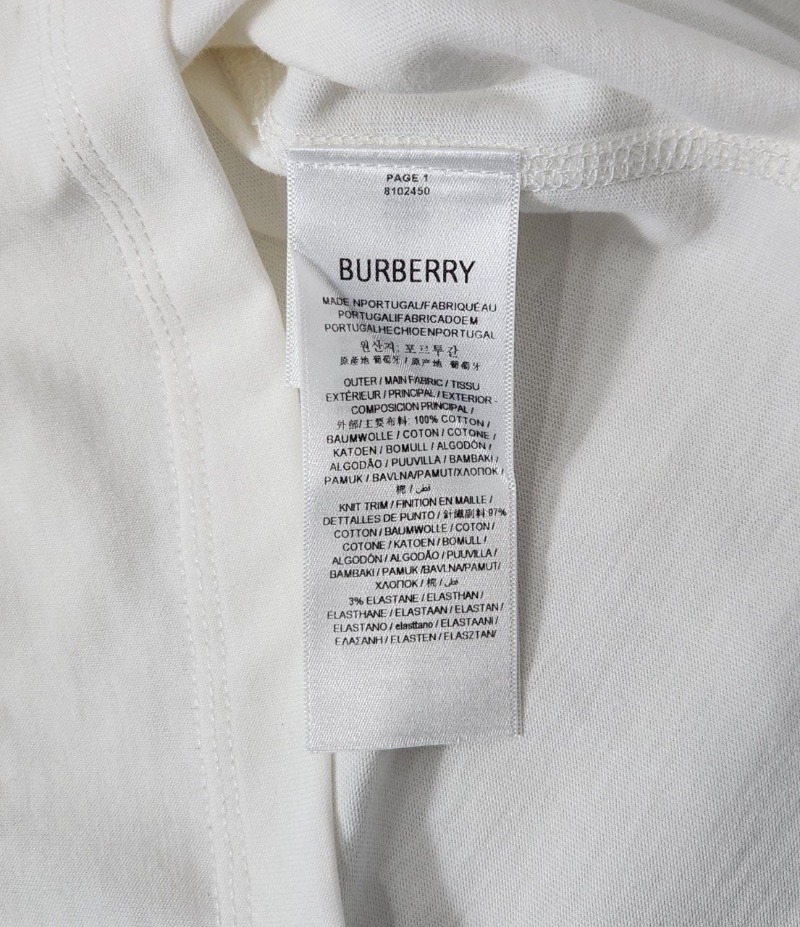 PAGE 1
8102450
BURBERRY
MADE NPORTUGAL/FABRIQUÉ AU
PORTUGALIFABRICADOEM
PORTUGALHECHIOENPORTUGAL
원산지: 포르투갈
原產地 葡萄牙 / 原产地 葡萄牙
OUTER / MAIN FABRIC / TISSU
EXTÉRIEUR / PRINCIPAL / EXTERIOR -
COMPOSICION PRINCIPAL /
外部/主要布料: 100% COTTON /
BAUMWOLLE / COTON / COTONE /
KATOEN / BOMULL / ALGODÓN /
ALGODÃO / PUUVILLA / BAMBAKI /
PAMUK / BAVLNA/PAMUT/ХЛОПОК /
棉 / قطن
KNIT TRIM / FINITION EN MAILLE /
DETTALLES DE PUNTO / 針織副料:97%
COTTON / BAUMWOLLE / COTON /
COTONE / KATOEN / BOMULL /
ALGODÓN / ALGODÃO / PUUVILLA /
BAMBAKI / PAMUK /BAVLNA/PAMUT/
ХЛОПОК / 棉 / قطن
3% ELASTANE / ELASTHAN /
ELASTHANE / ELASTAAN / ELASTAN /
ELASTANO / elasttano / ELASTAANI /
ΕΛΑΣΑΝΗ / ELASTEN / ELASZTAN/